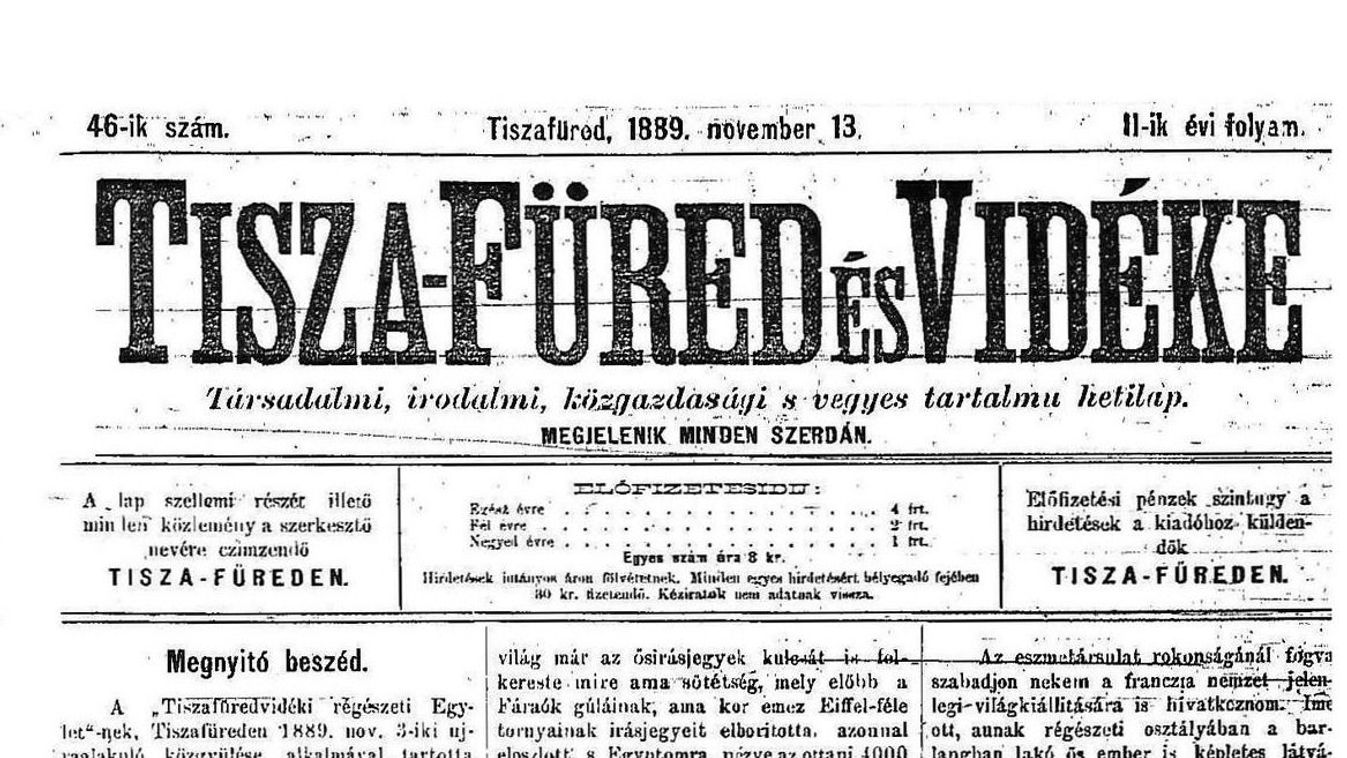 46-ik szám.
Tiszafüred, 1889. november 13.
II-ik évi folyam.
TISZA-FÜRED ÉS VIDÉKE
Társadalmi, irodalmi, közgazdasági s vegyes tartalmu hetilap.
MEGJELENIK MINDEN SZERDÁN.
A lap szellemi részét illető
minden közlemény a szerkesztő
nevére czimzendő
TISZA-FÜREDEN.
ELŐFIZETÉSI DIJ:
Egész évre . . . . . . . . . . . . . . . 4 frt.
Fél évre . . . . . . . . . . . . . . . 2 frt.
Negyed évre . . . . . . . . . . . . . . . 1 frt.
Egyes szám ára 8 kr.
Hirdetések jutányos áron fölvétetnek. Minden egyes hirdetésért bélyegadó fejében
30 kr. fizetendő. Kéziratok nem adatnak vissza.
Előfizetési pénzek szintugy a
hirdetések a kiadóhoz külden-
dők
TISZA-FÜREDEN.
Megnyitó beszéd.
A „Tiszafüredvidéki régészeti Egy-
let“-nek, Tiszafüreden 1889. nov. 3-iki uj-
jáalakuló közgyülése alkalmával tartotta
világ már az ősirásjegyek kulcsát is fel-
kereste mire ama sötétség, mely előbb a
Fáraók gúláinak, ama kor emez Eiffel-féle
tornyainak irásjegyeit elboritotta, azonnal
eloszlott s Egyptomra nézve az ottani 4000
Az eszmetársulat rokonságánál fogva
szabadjon nekem a franczia nemzet jelen-
legi világkiállitására is hivatkoznom. Ime
ott, annak régészeti osztályában a bar-
langban lakó ős ember is képletes látvá-